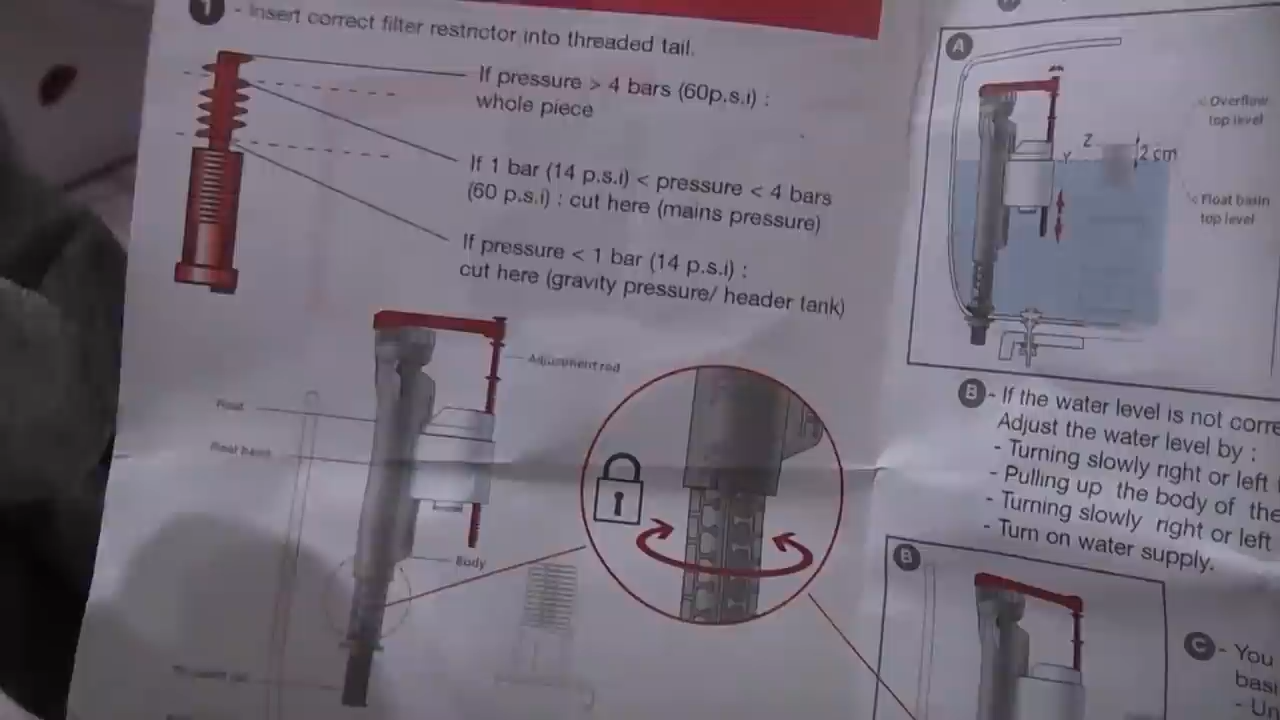 1 - Insert correct filter restrictor into threaded tail.
If pressure > 4 bars (60p.s.i) :
whole piece
If 1 bar (14 p.s.i) < pressure < 4 bars
(60 p.s.i) : cut here (mains pressure)
If pressure < 1 bar (14 p.s.i) :
cut here (gravity pressure/ header tank)
Adjustment rod
Float
Float basin
Body
A
Overflow
top level
Z
2 cm
Y
Float basin
top level
B - If the water level is not corre
Adjust the water level by :
- Turning slowly right or left
- Pulling up the body of the
- Turning slowly right or left
- Turn on water supply.
B
C - You
basi
- Un